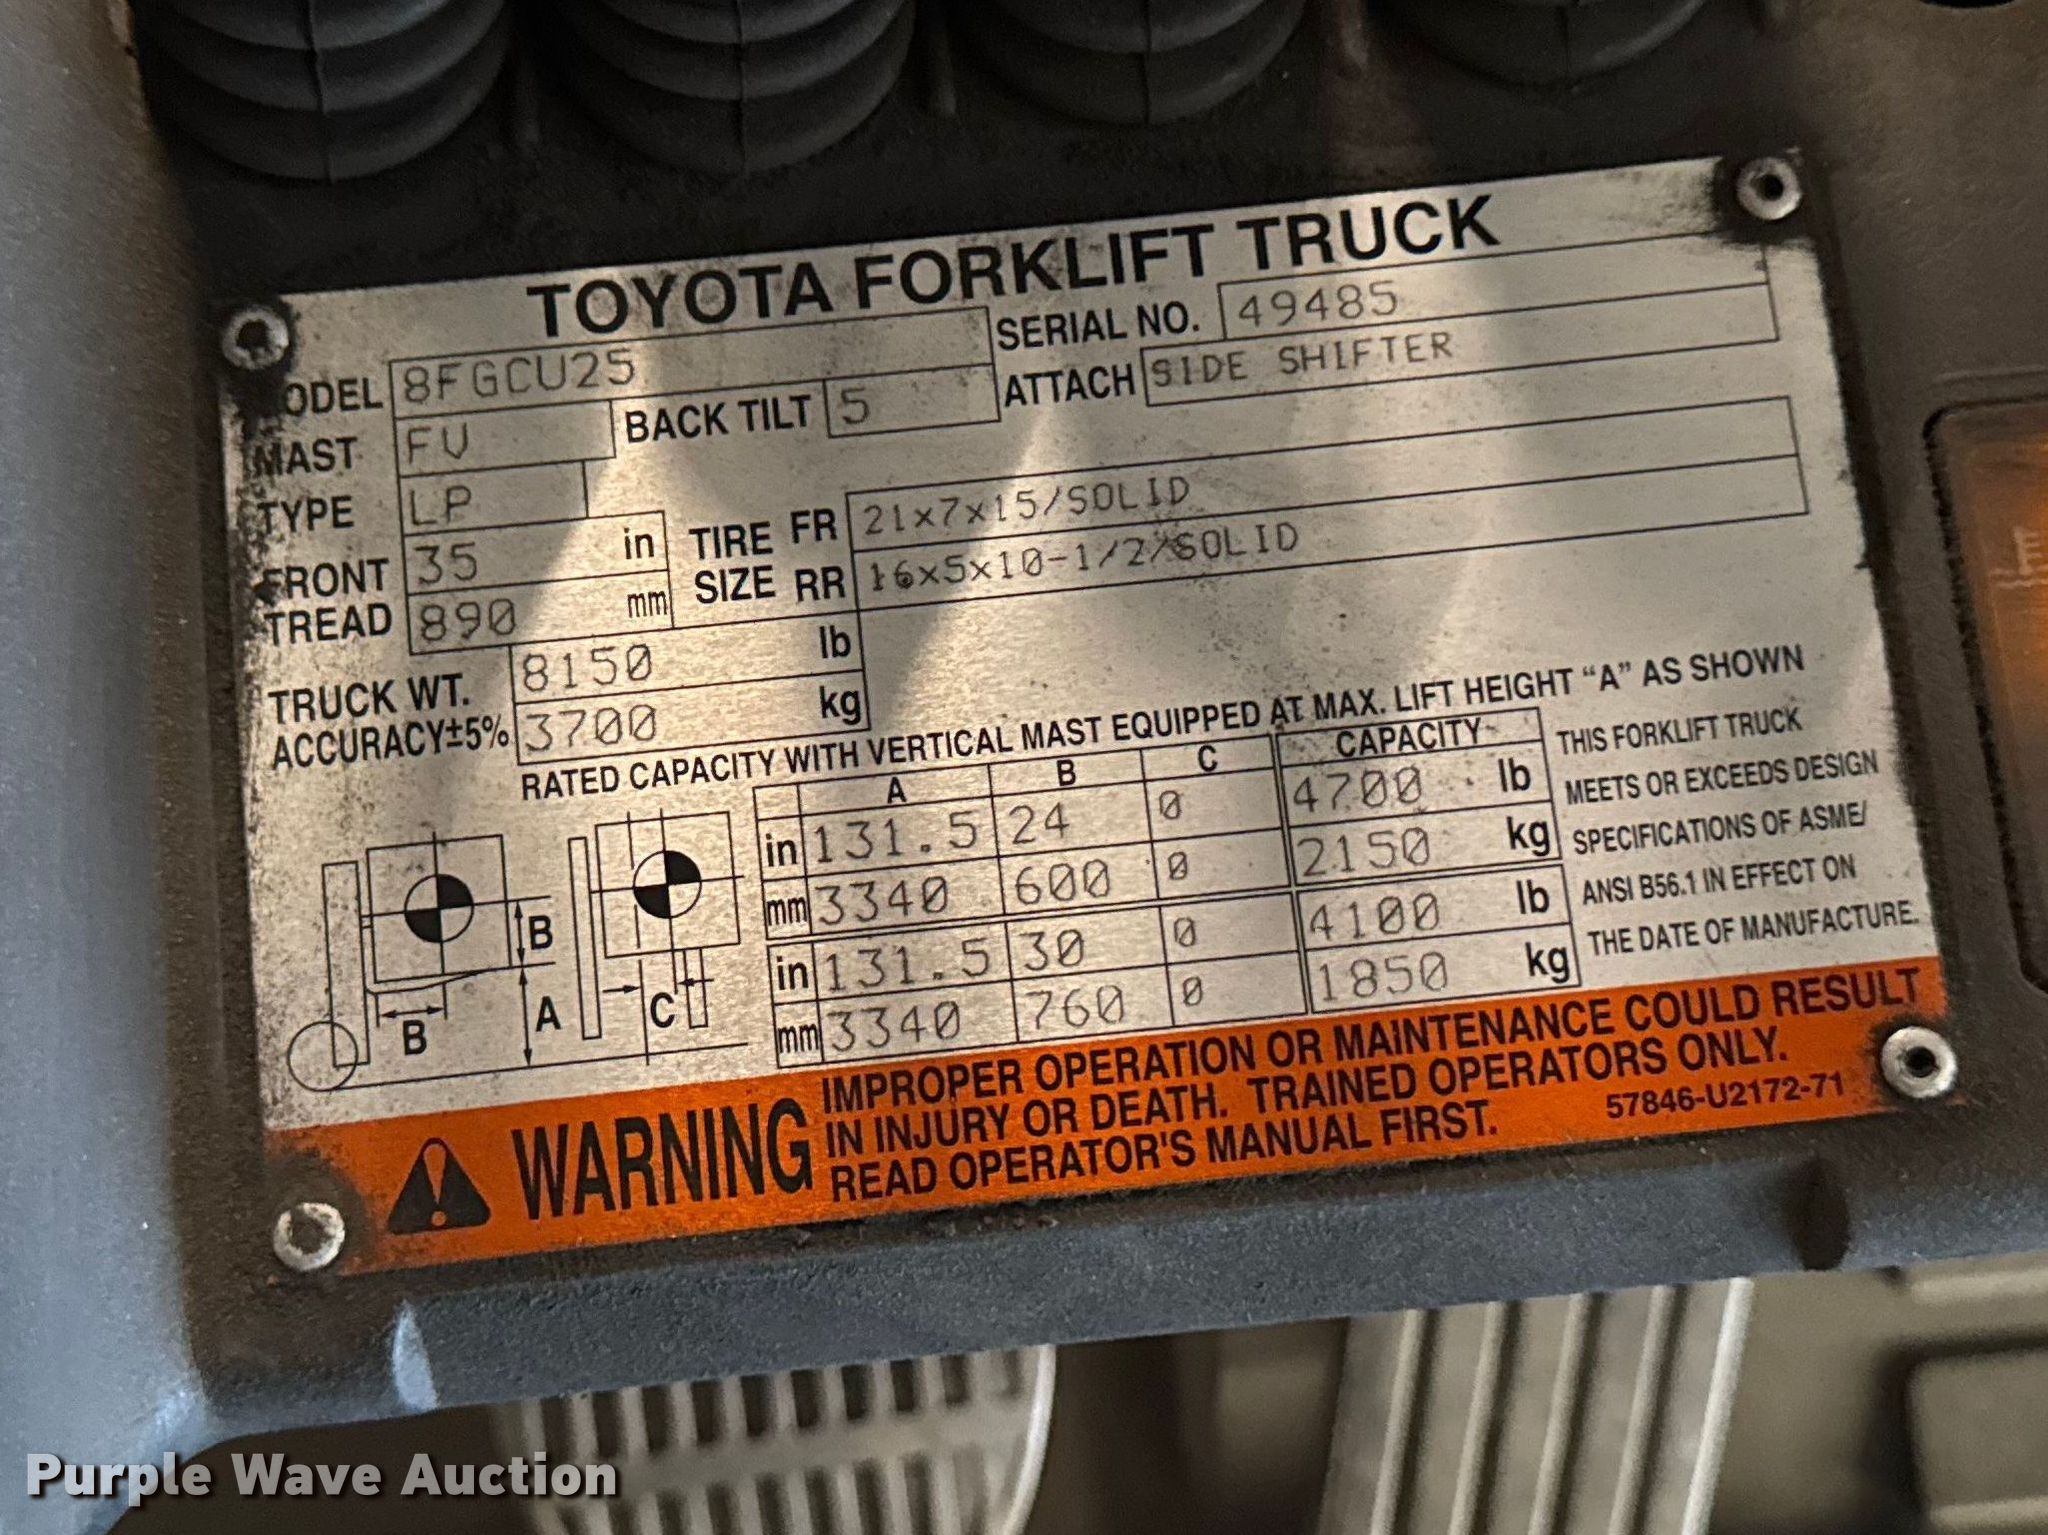 TOYOTA FORKLIFT TRUCK
MODEL 8FGCU25 SERIAL NO. 49485
MAST FV BACK TILT 5 ATTACH SIDE SHIFTER
TYPE LP
FRONT TREAD 35 in TIRE SIZE FR 21x7x15/SOLID
890 mm RR 16x5x10-1/2/SOLID
TRUCK WT. 8150 lb
ACCURACY±5% 3700 kg
RATED CAPACITY WITH VERTICAL MAST EQUIPPED AT MAX. LIFT HEIGHT “A” AS SHOWN
A B C CAPACITY
in 131.5 24 0 4700 lb
mm 3340 600 0 2150 kg
in 131.5 30 0 4100 lb
mm 3340 760 0 1850 kg
B
B
A
C
THIS FORKLIFT TRUCK
MEETS OR EXCEEDS DESIGN
SPECIFICATIONS OF ASME/
ANSI B56.1 IN EFFECT ON
THE DATE OF MANUFACTURE.
WARNING
IMPROPER OPERATION OR MAINTENANCE COULD RESULT
IN INJURY OR DEATH. TRAINED OPERATORS ONLY.
READ OPERATOR'S MANUAL FIRST.
57846-U2172-71
Purple Wave Auction